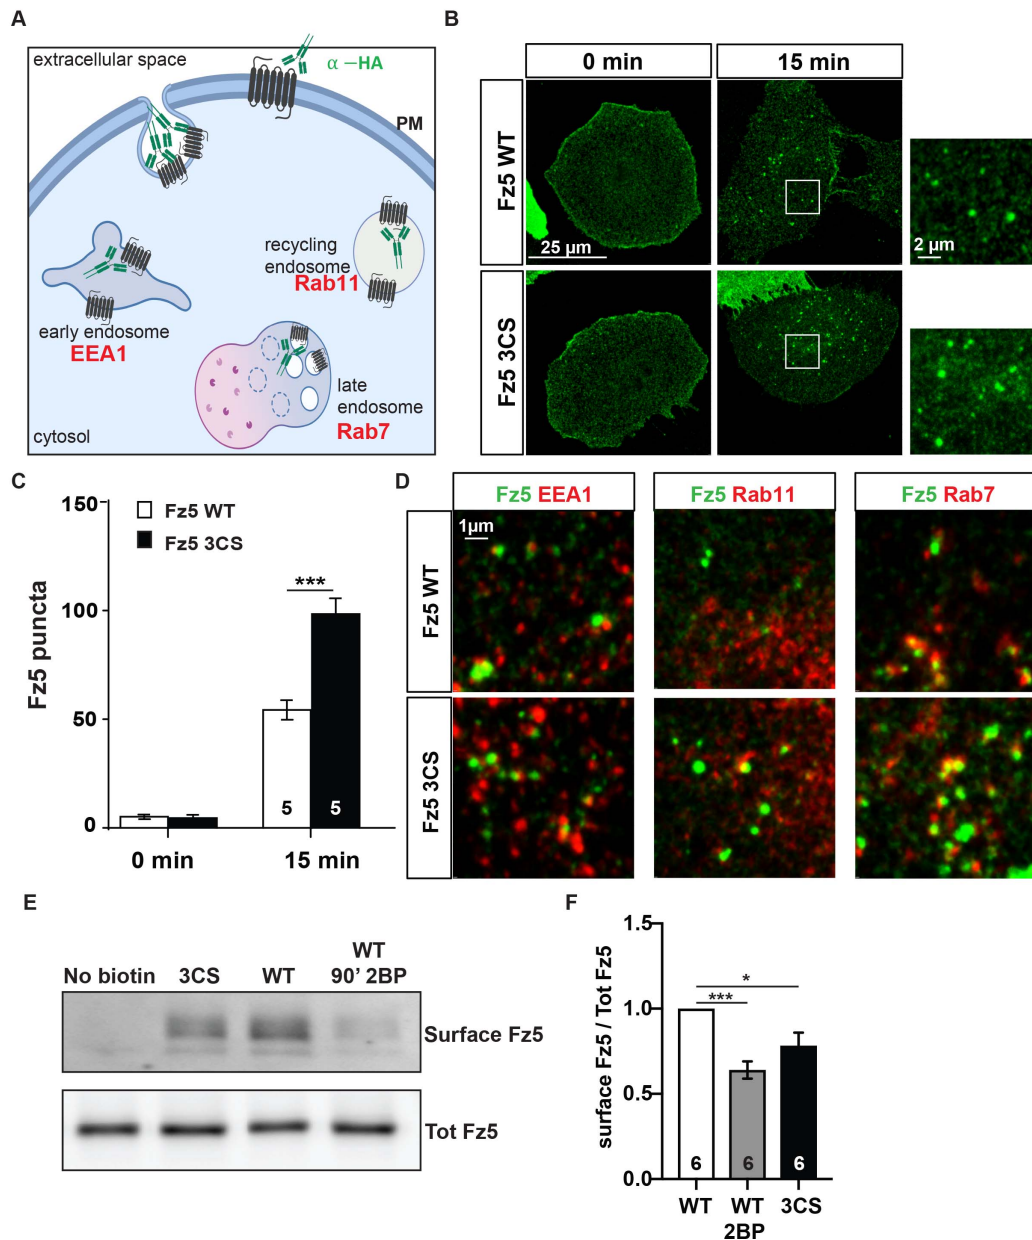 A
extracellular space
α –HA
PM
recycling
endosome
Rab11
early endosome
EEA1
late
endosome
Rab7
cytosol
B
0 min
15 min
Fz5 WT
25 µm
2 µm
Fz5 3CS
C
150
100
50
0
Fz5 puncta
Fz5 WT
Fz5 3CS
***
5
5
0 min
15 min
D
Fz5 EEA1
Fz5 Rab11
Fz5 Rab7
1µm
Fz5 WT
Fz5 3CS
E
No biotin
3CS
WT
WT
90’ 2BP
Surface Fz5
Tot Fz5
F
1.5
1.0
0.5
0.0
surface Fz5 / Tot Fz5
*
***
6
6
6
WT
WT
2BP
3CS